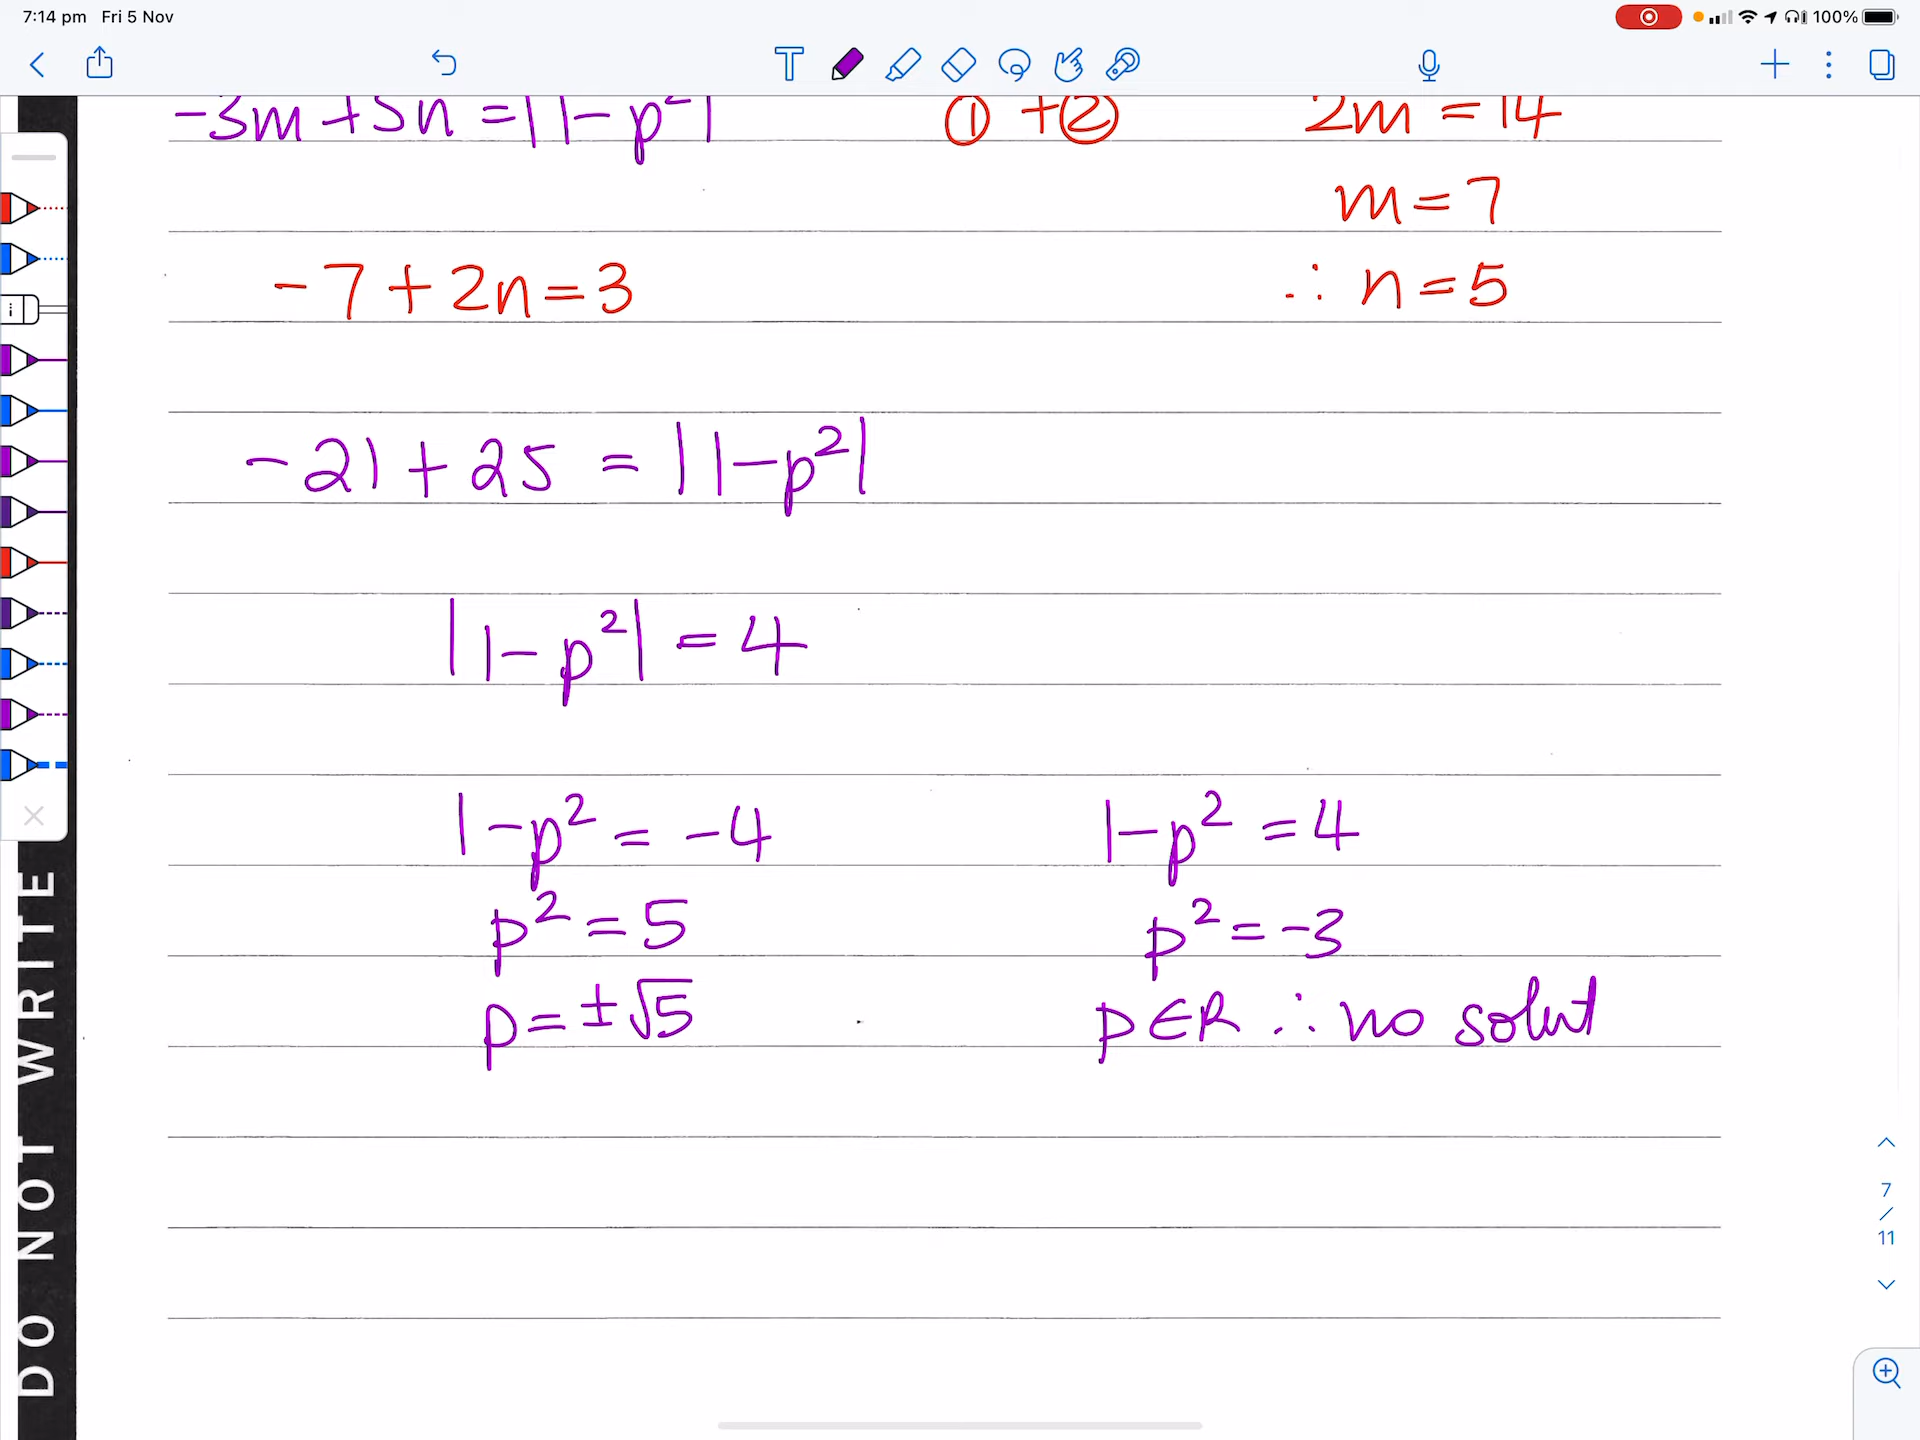 7:14 pm Fri 5 Nov 100%
-3m + 5n = |1-p²| ① + ② 2m = 14
m = 7
-7 + 2n = 3 ∴ n = 5
-21 + 25 = |1-p²|
|1-p²| = 4
1-p² = -4 1-p² = 4
p² = 5 p² = -3
p = ±√5 p∈R ∴ no solut
DO NOT WRITE
7
/
11